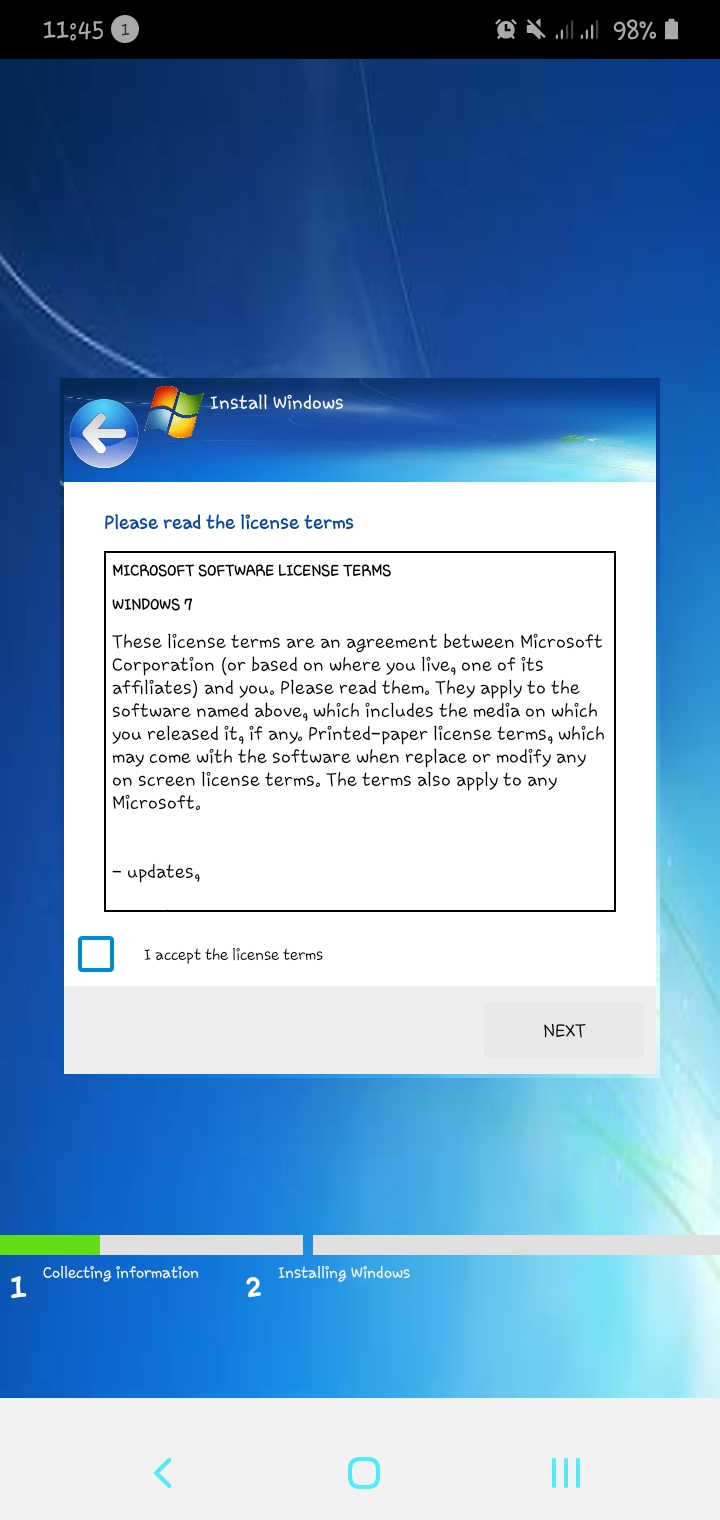 11:45 1 98%
Install Windows
Please read the license terms
MICROSOFT SOFTWARE LICENSE TERMS
WINDOWS 7
These license terms are an agreement between Microsoft
Corporation (or based on where you live, one of its
affiliates) and you. Please read them. They apply to the
software named above, which includes the media on which
you released it, if any. Printed-paper license terms, which
may come with the software when replace or modify any
on screen license terms. The terms also apply to any
Microsoft.
- updates,
I accept the license terms
NEXT
1 Collecting information 2 Installing Windows